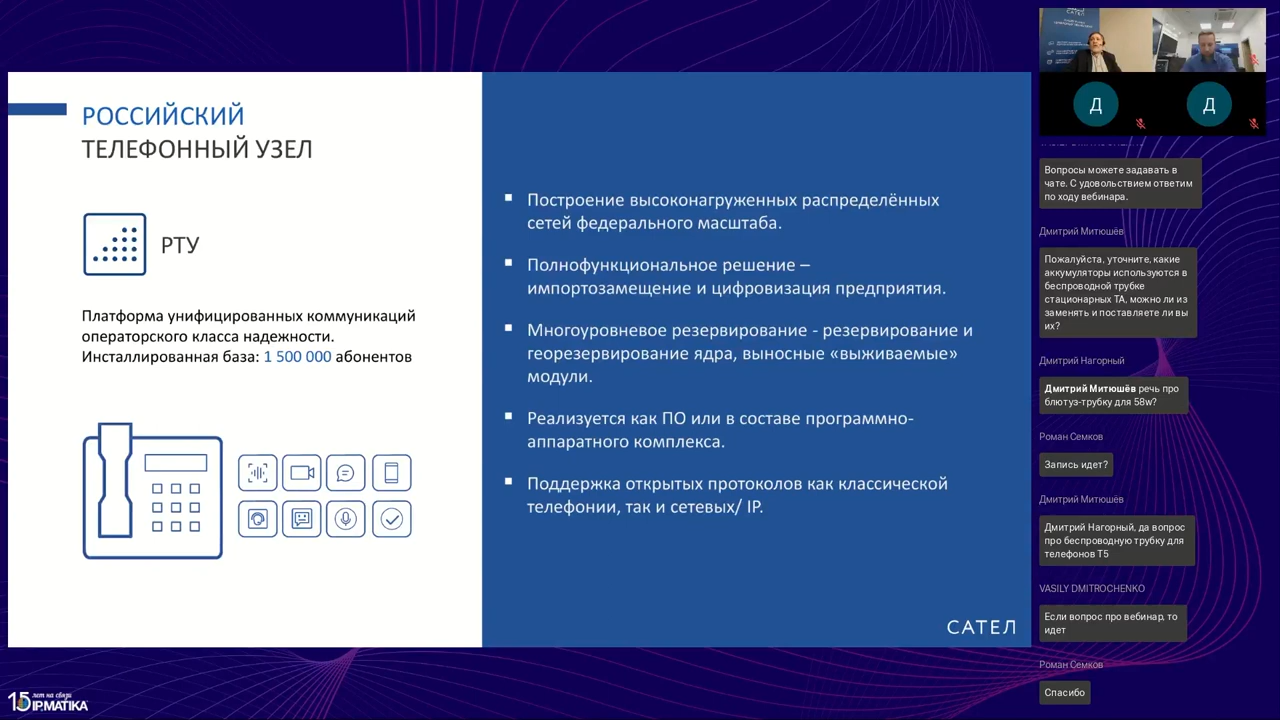 РОССИЙСКИЙ
ТЕЛЕФОННЫЙ УЗЕЛ
РТУ
Платформа унифицированных коммуникаций
операторского класса надежности.
Инсталлированная база: 1 500 000 абонентов
Построение высоконагруженных распределённых
сетей федерального масштаба.
Полнофункциональное решение –
импортозамещение и цифровизация предприятия.
Многоуровневое резервирование - резервирование и
георезервирование ядра, выносные «выживаемые»
модули.
Реализуется как ПО или в составе программно-
аппаратного комплекса.
Поддержка открытых протоколов как классической
телефонии, так и сетевых/ IP.
САТЕЛ
15 лет на связи
IPMATIKA
САТЕЛ
Д
Д
Вопросы можете задавать в
чате. С удовольствием ответим
по ходу вебинара.
Дмитрий Митюшёв
Пожалуйста, уточните, какие
аккумуляторы используются в
беспроводной трубке
стационарных ТА, можно ли из
заменять и поставляете ли вы
их?
Дмитрий Нагорный
Дмитрий Митюшёв речь про
блютуз-трубку для 58w?
Роман Семков
Запись идет?
Дмитрий Митюшёв
Дмитрий Нагорный, да вопрос
про беспроводную трубку для
телефонов T5
VASILY DMITROCHENKO
Если вопрос про вебинар, то
идет
Роман Семков
Спасибо